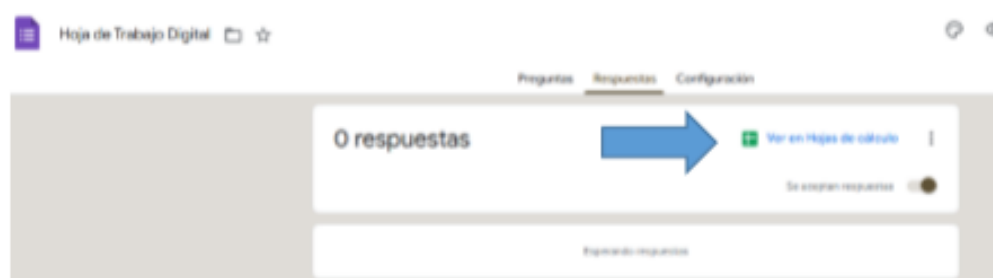 Hoja de Trabajo Digital
Preguntas Respuestas Configuración
0 respuestas
Ver en Hojas de cálculo
Se aceptan respuestas
Esperando respuestas